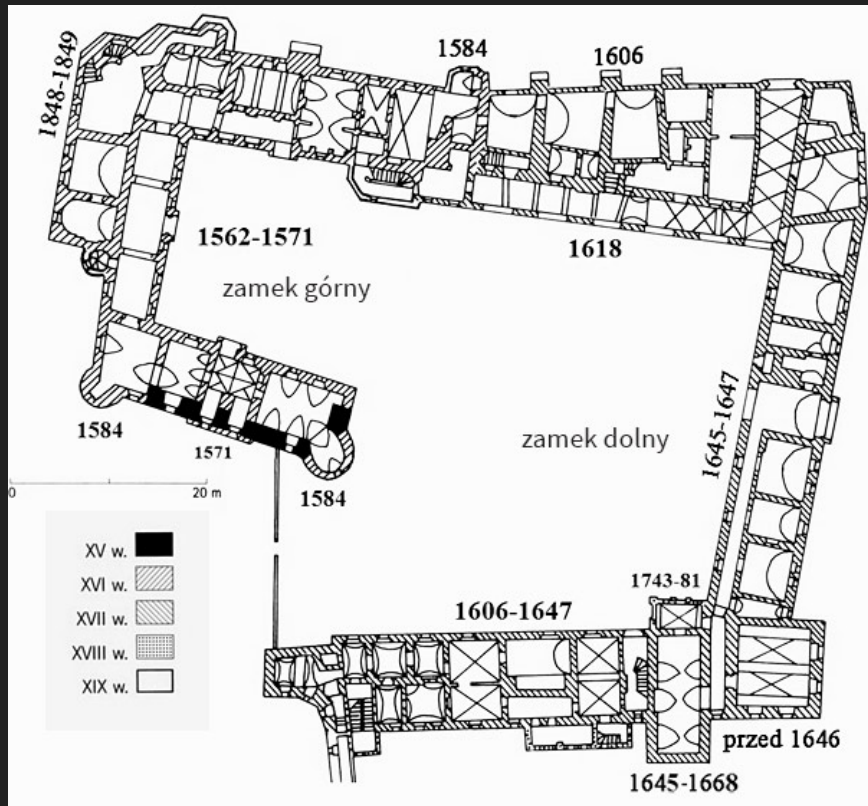 1848-1849
1584
1606
1562-1571
zamek górny
1618
1584
1571
1584
zamek dolny
1645-1647
0
20 m
XV w.
XVI w.
XVII w.
XVIII w.
XIX w.
1743-81
1606-1647
przed 1646
1645-1668